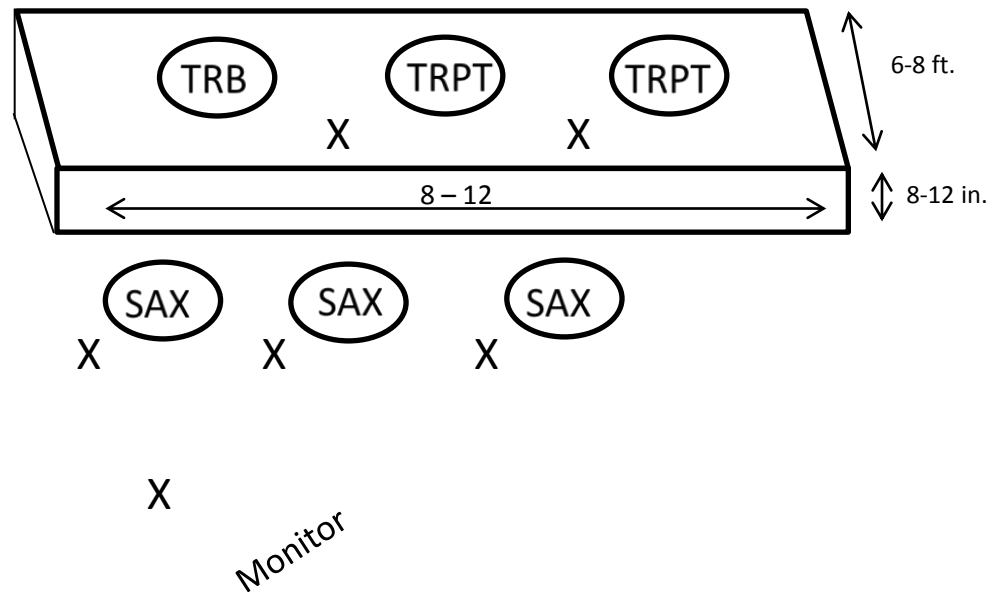 TRB TRPT TRPT
6-8 ft.
X X
8 – 12
8-12 in.
SAX SAX SAX
X X X
X
Monitor